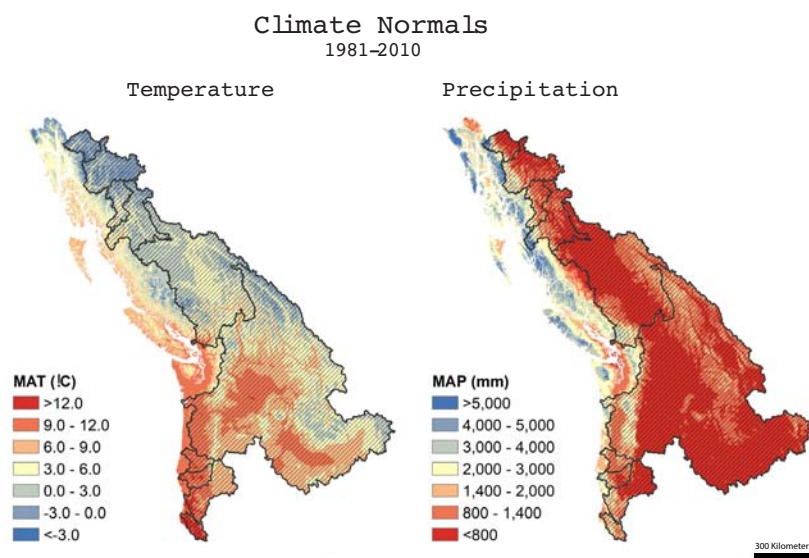 Climate Normals
1981–2010
Temperature
Precipitation
MAT (!C)
>12.0
9.0 - 12.0
6.0 - 9.0
3.0 - 6.0
0.0 - 3.0
-3.0 - 0.0
<-3.0
MAP (mm)
>5,000
4,000 - 5,000
3,000 - 4,000
2,000 - 3,000
1,400 - 2,000
800 - 1,400
<800
300 Kilometer